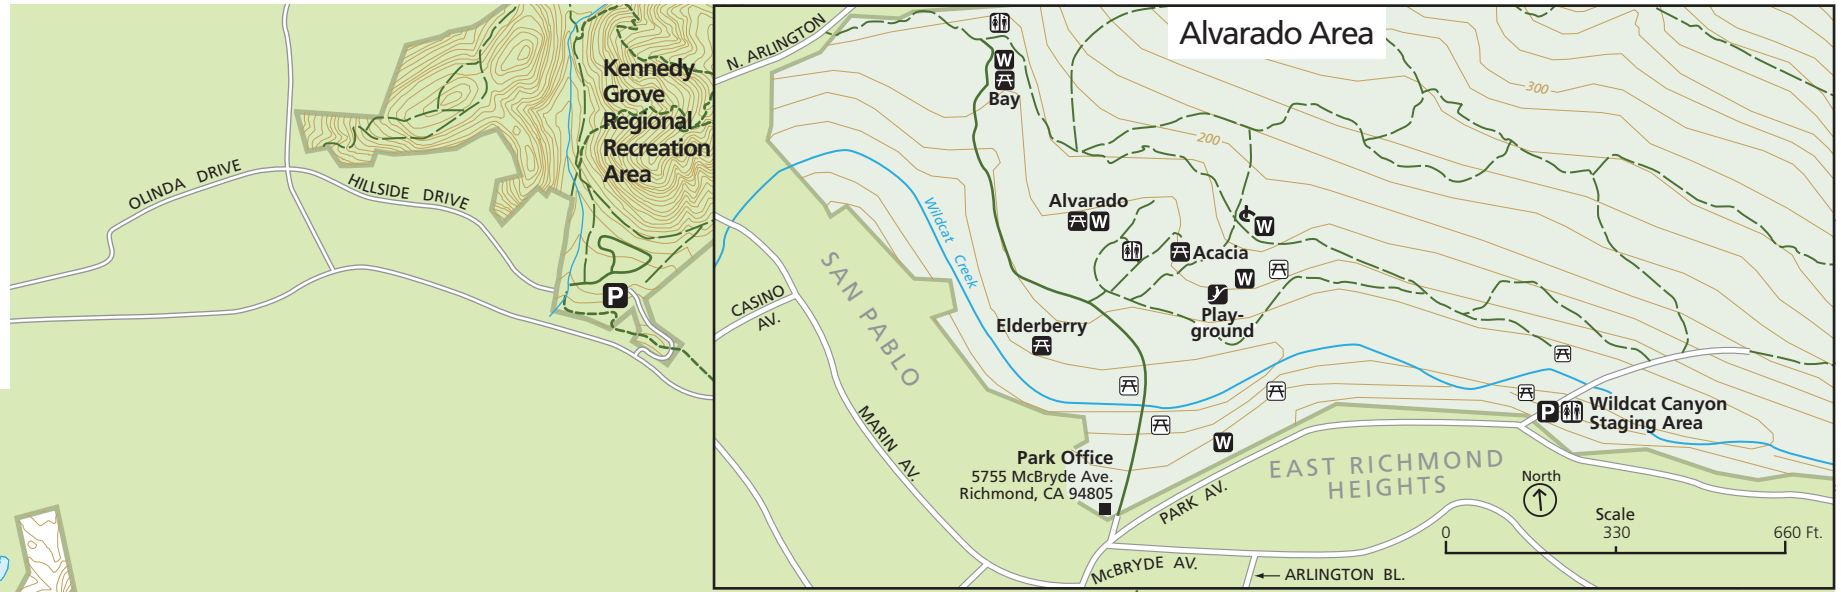 Alvarado Area
Kennedy
Grove
Regional
Recreation
Area
OLINDA DRIVE
HILLSIDE DRIVE
P
N. ARLINGTON
W
Bay
300
200
Wildcat Creek
Alvarado
W
W
Acacia
W
Play-
ground
Elderberry
SAN PABLO
CASINO
AV.
MARIN AV.
W
Park Office
5755 McBryde Ave.
Richmond, CA 94805
PARK AV.
P
Wildcat Canyon
Staging Area
EAST RICHMOND
HEIGHTS
North
Scale
0 330 660 Ft.
McBRYDE AV.
ARLINGTON BL.